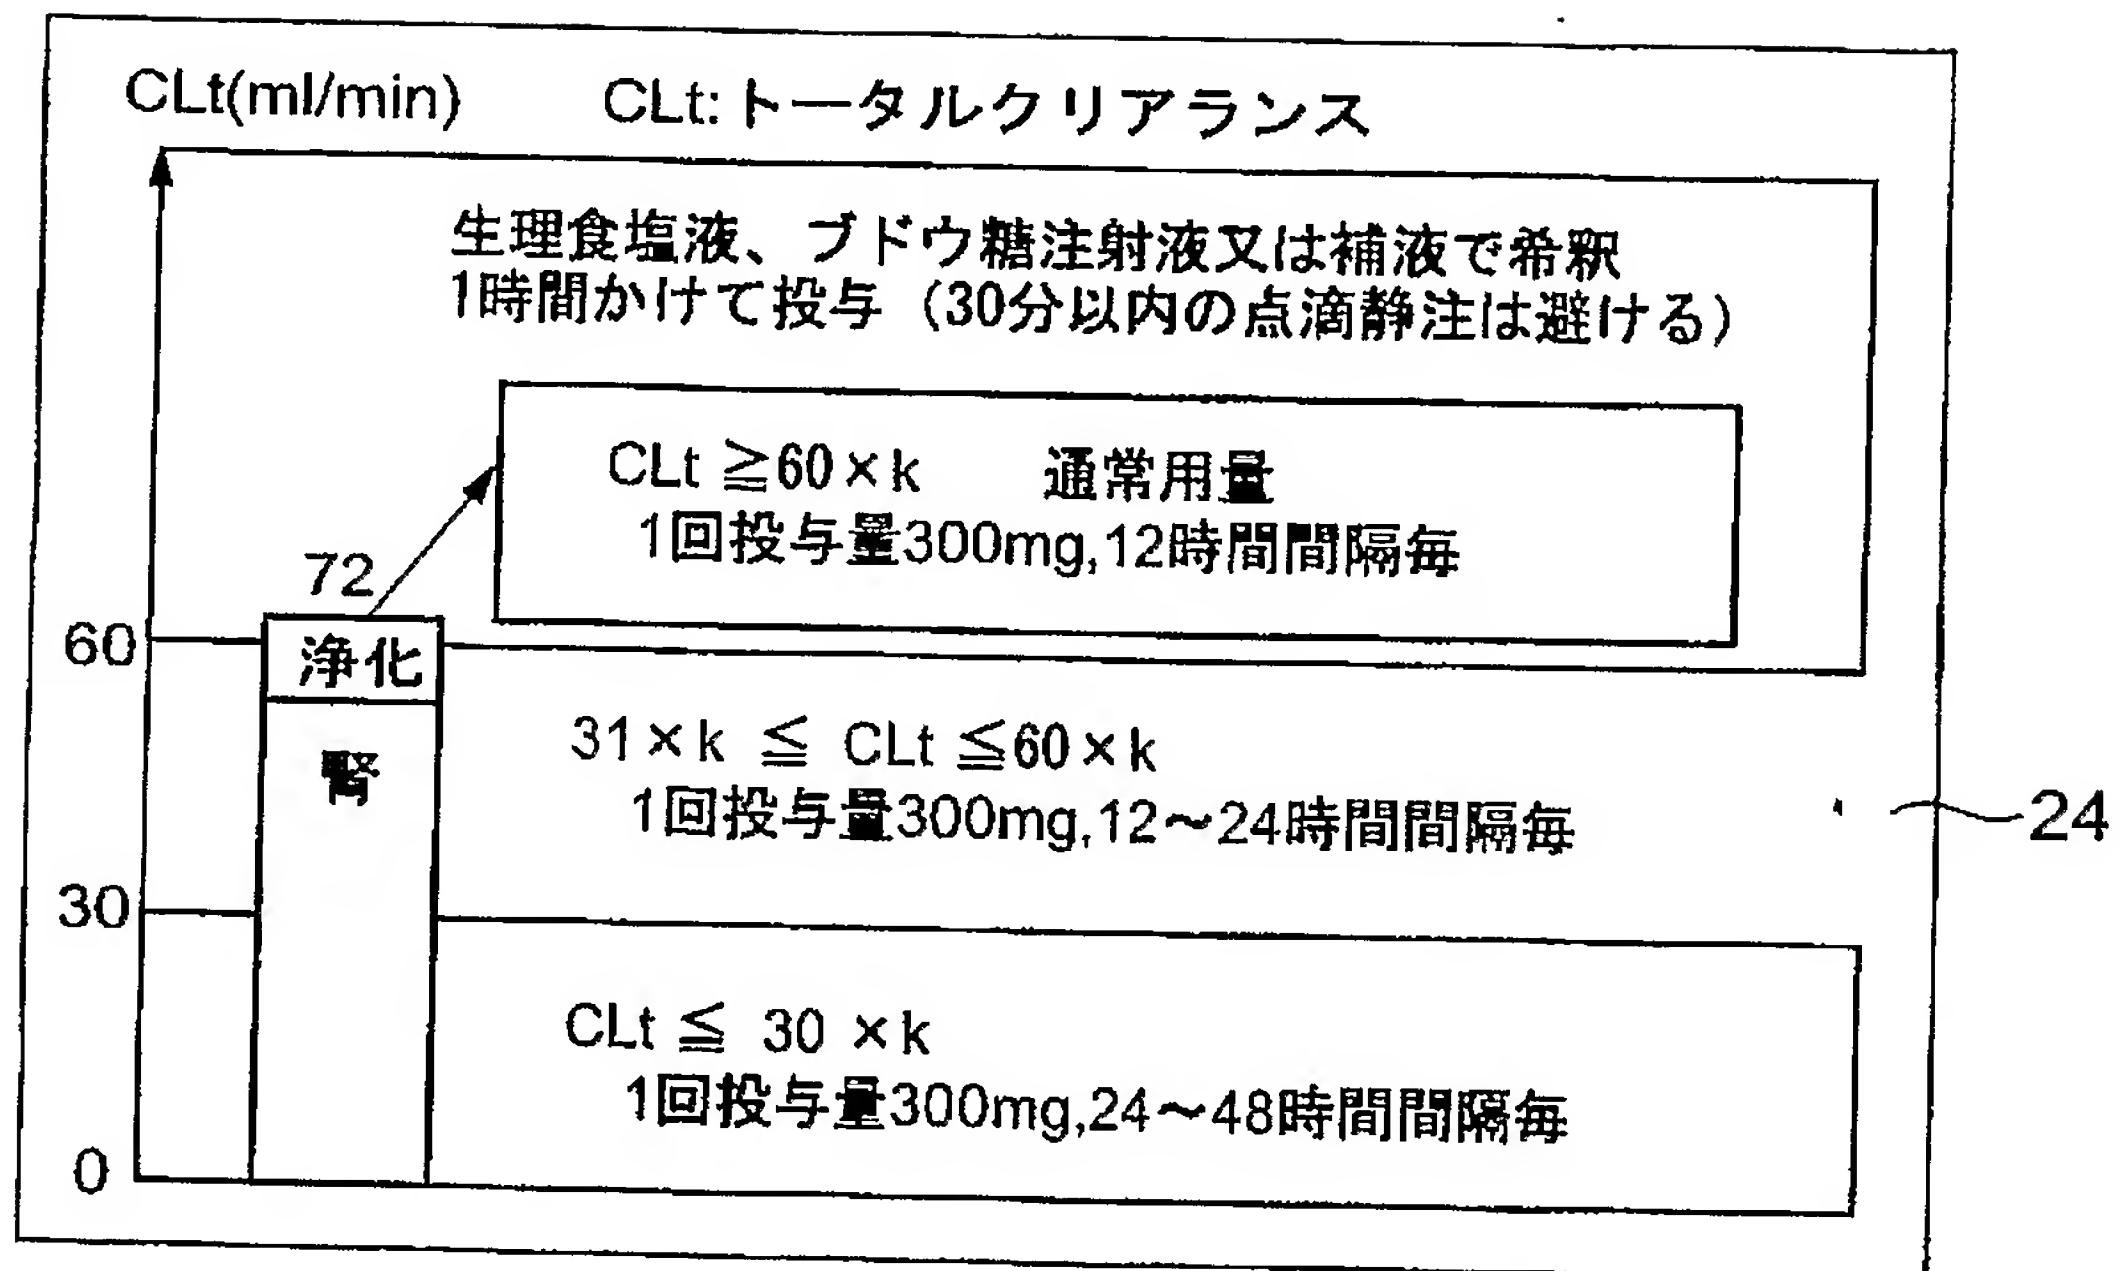 CLt(ml/min) CLt:トータルクリアランス
生理食塩液、ブドウ糖注射液又は補液で希釈
1時間かけて投与（30分以内の点滴静注は避ける）
CLt ≧60×k 通常用量
1回投与量300mg,12時間間隔毎
72
60
浄化
31×k ≦ CLt ≦60×k
腎
1回投与量300mg,12～24時間間隔毎
24
30
CLt ≦ 30 ×k
1回投与量300mg,24～48時間間隔毎
0